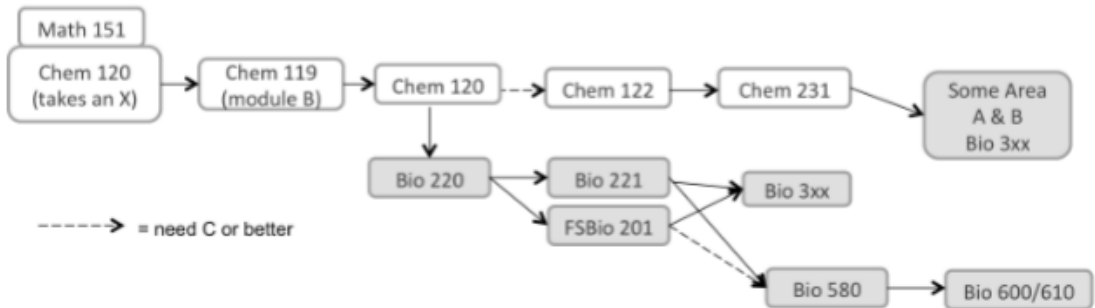 Math 151
Chem 120
(takes an X)
Chem 119
(module B)
Chem 120
Chem 122
Chem 231
Some Area
A & B
Bio 3xx
Bio 220
Bio 221
Bio 3xx
FSBio 201
= need C or better
Bio 580
Bio 600/610